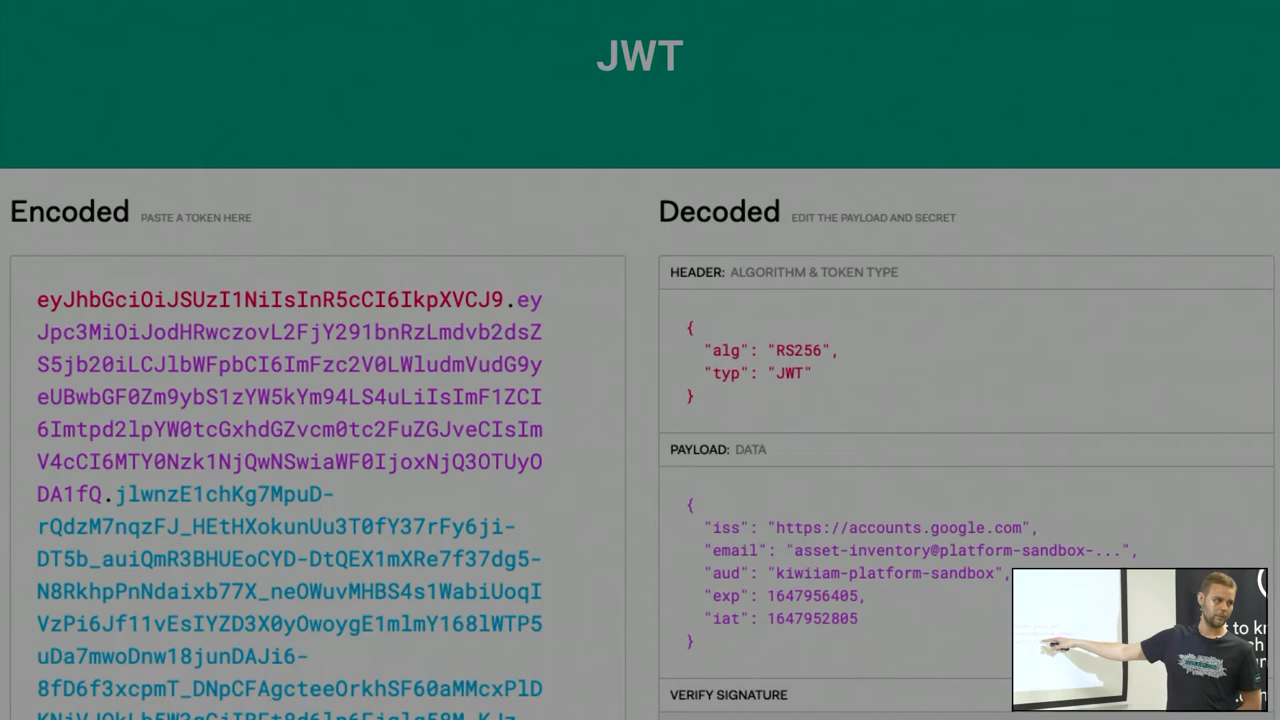 JWT
Encoded PASTE A TOKEN HERE
eyJhbGciOiJSUzI1NiIsInR5cCI6IkpXVCJ9.ey
Jpc3MiOiJodHRwczovL2FjY291bnRzLmdvb2dsZ
S5jb20iLCJlbWFpbCI6ImFzc2V0LWludmVudG9y
eUBwbGF0Zm9ybS1zYW5kYm94LS4uLiIsImF1ZCI
6Imtpd2lpYW0tcGxhdGZvcm0tc2FuZGJveCIsIm
V4cCI6MTY0Nzk1NjQwNSwiaWF0IjoxNjQ3OTUyO
DA1fQ.jlwnzE1chKg7MpuD-
rQdzM7nqzFJ_HEtHXokunUu3T0fY37rFy6ji-
DT5b_auiQmR3BHUEoCYD-DtQEX1mXRe7f37dg5-
N8RkhpPnNdaixb77X_neOWuvMHBS4s1WabiUoqI
VzPi6Jf11vEsIYZD3X0yOwoygE1mlmY168lWTP5
uDa7mwoDnw18junDAJi6-
8fD6f3xcpmT_DNpCFAgcteeOrkhSF60aMMcxPlD
Decoded EDIT THE PAYLOAD AND SECRET
HEADER: ALGORITHM & TOKEN TYPE
{
"alg": "RS256",
"typ": "JWT"
}
PAYLOAD: DATA
{
"iss": "https://accounts.google.com",
"email": "asset-inventory@platform-sandbox-...",
"aud": "kiwiiam-platform-sandbox",
"exp": 1647956405,
"iat": 1647952805
}
VERIFY SIGNATURE
to kn